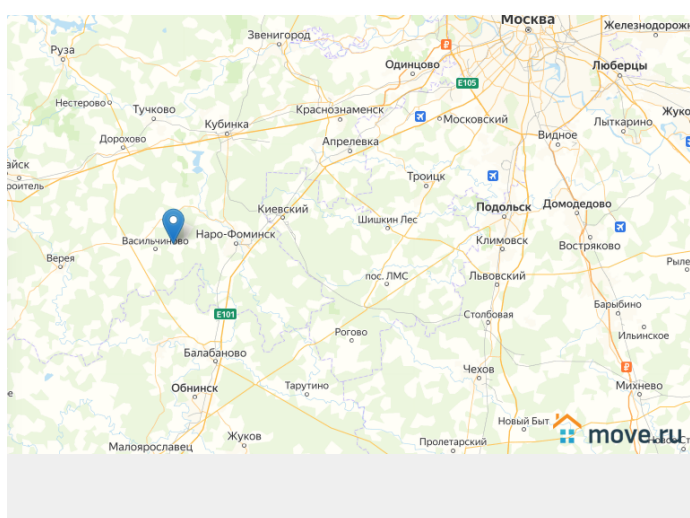 Москва
Железнодорожн
Звенигород
Руза
Одинцово
Люберцы
E105
Нестерово
Тучково
Краснознаменск
Жуко
Кубинка
Московский
Лыткарино
Дорохово
Видное
Апрелевка
айск
Троицк
роитель
Киевский
Подольск
Домодедово
Шишкин Лес
Васильчиново
Наро-Фоминск
Климовск
Востряково
Верея
Рыле
пос. ЛМС
Львовский
Барыбино
E101
Столбовая
Рогово
Ильинское
Балабаново
Чехов
Обнинск
Тарутино
Михнево
е
Новый Быт
Жуков
move.ru
Малоярославец
Пролетарский